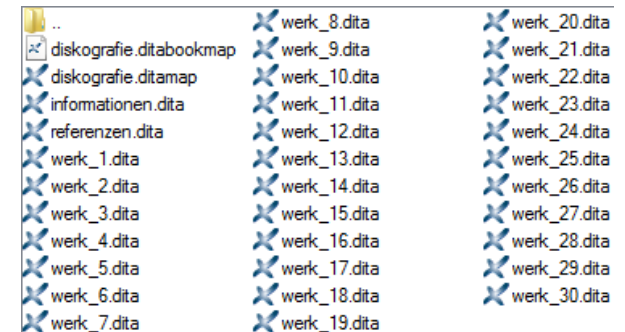 ..
diskografie.ditabookmap
diskografie.ditamap
informationen.dita
referenzen.dita
werk_1.dita
werk_2.dita
werk_3.dita
werk_4.dita
werk_5.dita
werk_6.dita
werk_7.dita
werk_8.dita
werk_9.dita
werk_10.dita
werk_11.dita
werk_12.dita
werk_13.dita
werk_14.dita
werk_15.dita
werk_16.dita
werk_17.dita
werk_18.dita
werk_19.dita
werk_20.dita
werk_21.dita
werk_22.dita
werk_23.dita
werk_24.dita
werk_25.dita
werk_26.dita
werk_27.dita
werk_28.dita
werk_29.dita
werk_30.dita